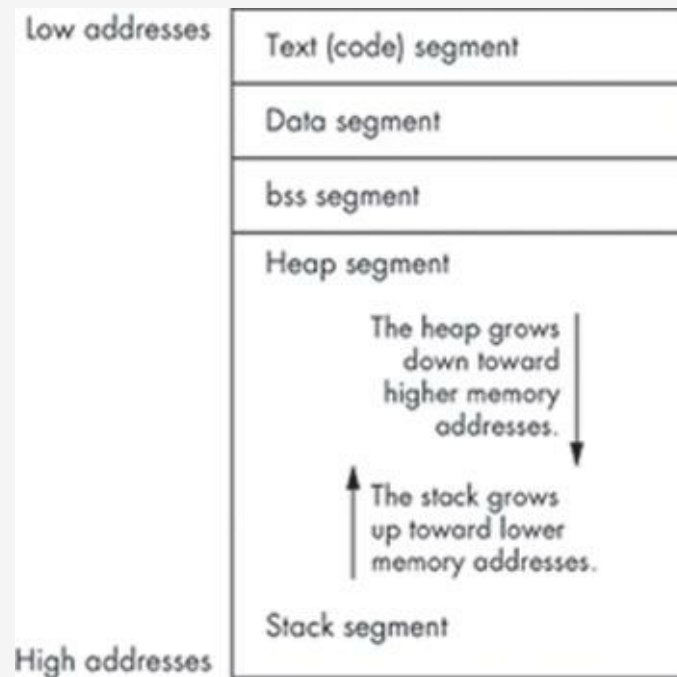 Low addresses
Text (code) segment
Data segment
bss segment
Heap segment
The heap grows
down toward
higher memory
addresses.
The stack grows
up toward lower
memory addresses.
Stack segment
High addresses